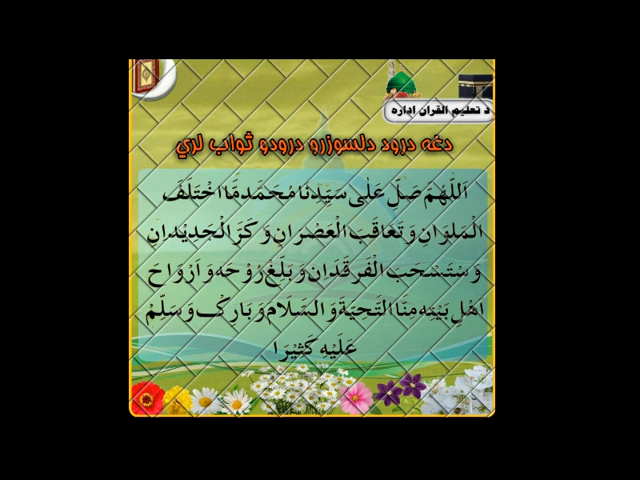 د تعلیم القران اداره
دغه درود دلسوزرو درودو ثواب لري
اَللّٰهُمَّ صَلِّ عَلٰى سَيِّدِنَا مُحَمَّدٍ مَّا اخْتَلَفَ
الْمَلَوَانِ وَتَعَاقَبَ الْعَصْرَانِ وَكَرَّ الْجَدِيْدَانِ
وَسْتَسْحَبَ الْفَرْقَدَانِ وَبَلِّغْ رُوْحَهٗ وَاَرْوَاحَ
اهْلِ بَيْتِهٖ مِنَّا التَّحِيَّةَ وَالسَّلَامَ وَبَارِكْ وَسَلِّمْ
عَلَيْهِ كَثِيْرًا